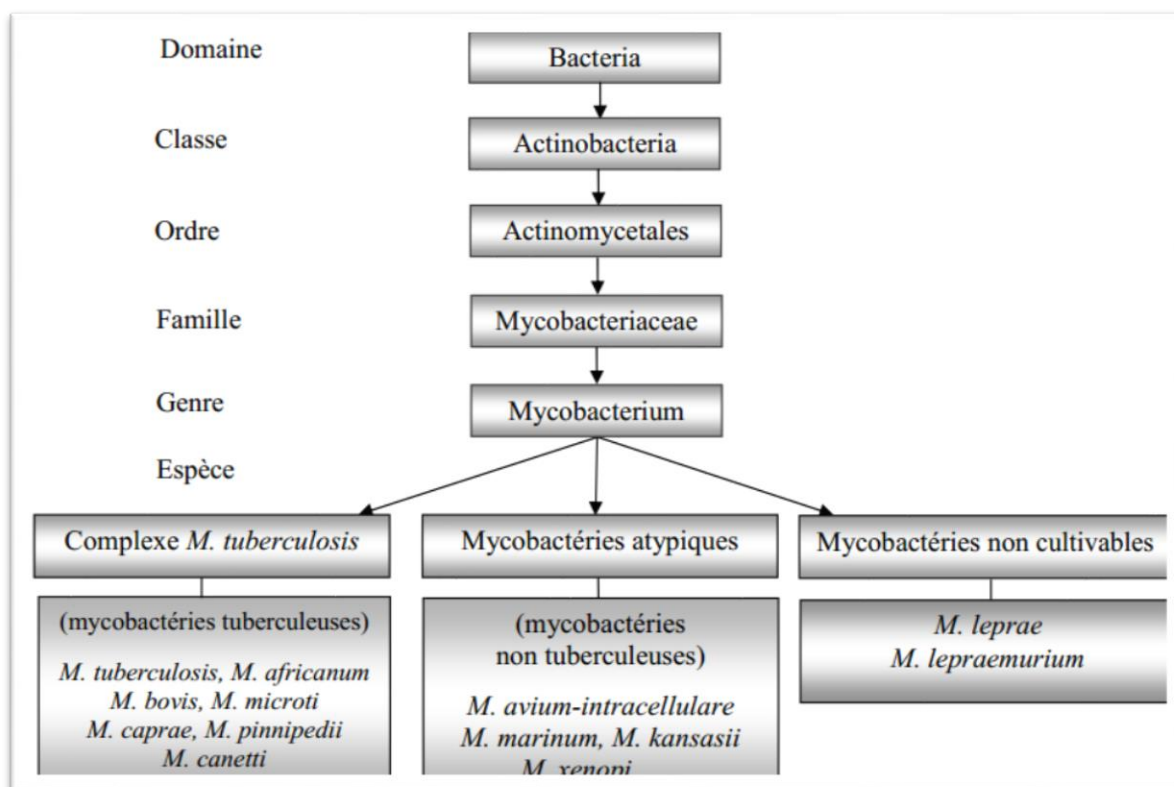 Domaine
Bacteria
Classe
Actinobacteria
Ordre
Actinomycetales
Famille
Mycobacteriaceae
Genre
Mycobacterium
Espèce
Complexe M. tuberculosis
(mycobactéries tuberculeuses)
M. tuberculosis, M. africanum
M. bovis, M. microti
M. caprae, M. pinnipedii
M. canetti
Mycobactéries atypiques
(mycobactéries
non tuberculeuses)
M. avium-intracellulare
M. marinum, M. kansasii
M. xenopi
Mycobactéries non cultivables
M. leprae
M. lepraemurium